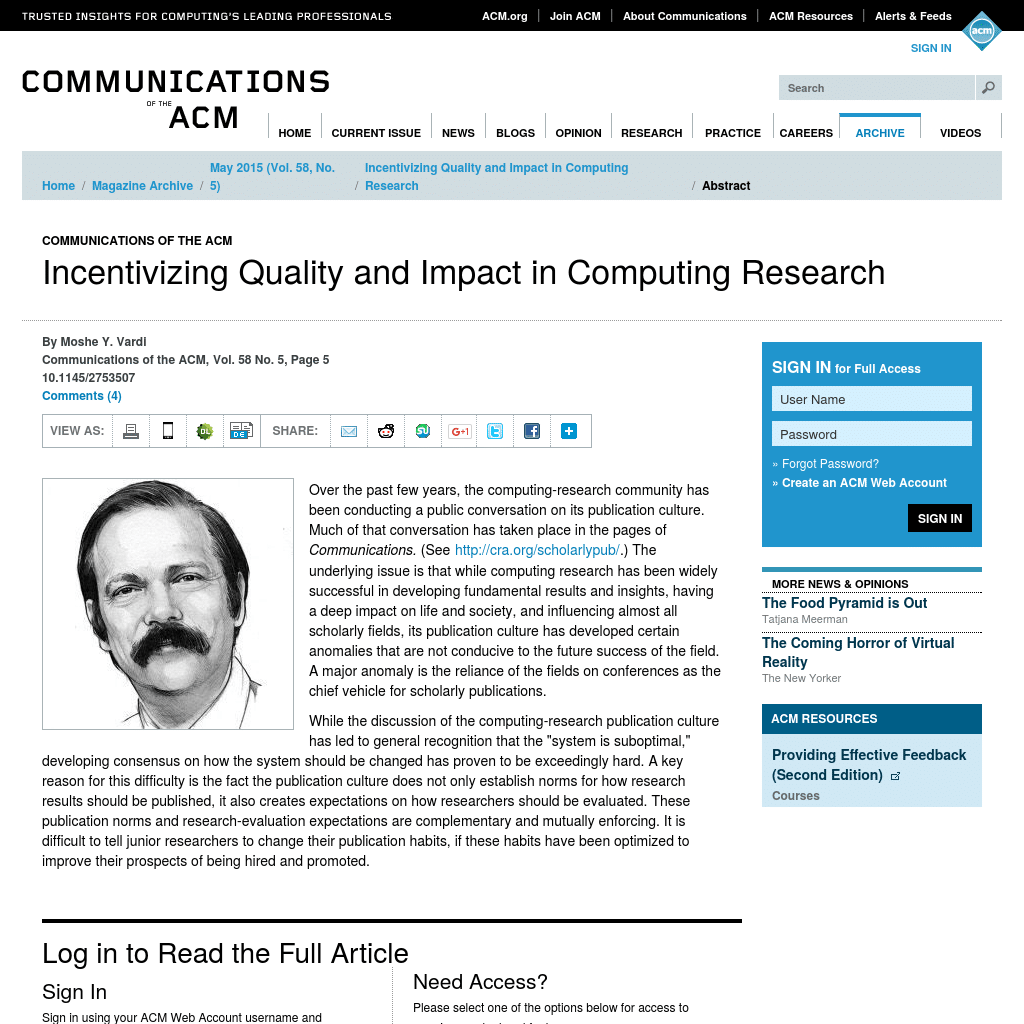 TRUSTED INSIGHTS FOR COMPUTING'S LEADING PROFESSIONALS
ACM.org Join ACM About Communications ACM Resources Alerts & Feeds
acm
SIGN IN
COMMUNICATIONS
OF THE
ACM
Search
HOME CURRENT ISSUE NEWS BLOGS OPINION RESEARCH PRACTICE CAREERS ARCHIVE VIDEOS
Home / Magazine Archive / May 2015 (Vol. 58, No. 5) / Incentivizing Quality and Impact in Computing Research / Abstract
COMMUNICATIONS OF THE ACM
Incentivizing Quality and Impact in Computing Research
By Moshe Y. Vardi
Communications of the ACM, Vol. 58 No. 5, Page 5
10.1145/2753507
Comments (4)
VIEW AS: DL DE SHARE: G+1
Over the past few years, the computing-research community has
been conducting a public conversation on its publication culture.
Much of that conversation has taken place in the pages of
Communications. (See http://cra.org/scholarlypub/.) The
underlying issue is that while computing research has been widely
successful in developing fundamental results and insights, having
a deep impact on life and society, and influencing almost all
scholarly fields, its publication culture has developed certain
anomalies that are not conducive to the future success of the field.
A major anomaly is the reliance of the fields on conferences as the
chief vehicle for scholarly publications.
While the discussion of the computing-research publication culture
has led to general recognition that the "system is suboptimal,"
developing consensus on how the system should be changed has proven to be exceedingly hard. A key
reason for this difficulty is the fact the publication culture does not only establish norms for how research
results should be published, it also creates expectations on how researchers should be evaluated. These
publication norms and research-evaluation expectations are complementary and mutually enforcing. It is
difficult to tell junior researchers to change their publication habits, if these habits have been optimized to
improve their prospects of being hired and promoted.
Log in to Read the Full Article
Sign In
Sign in using your ACM Web Account username and
Need Access?
Please select one of the options below for access to
SIGN IN for Full Access
User Name
Password
» Forgot Password?
» Create an ACM Web Account
SIGN IN
MORE NEWS & OPINIONS
The Food Pyramid is Out
Tatjana Meerman
The Coming Horror of Virtual
Reality
The New Yorker
ACM RESOURCES
Providing Effective Feedback
(Second Edition)
Courses